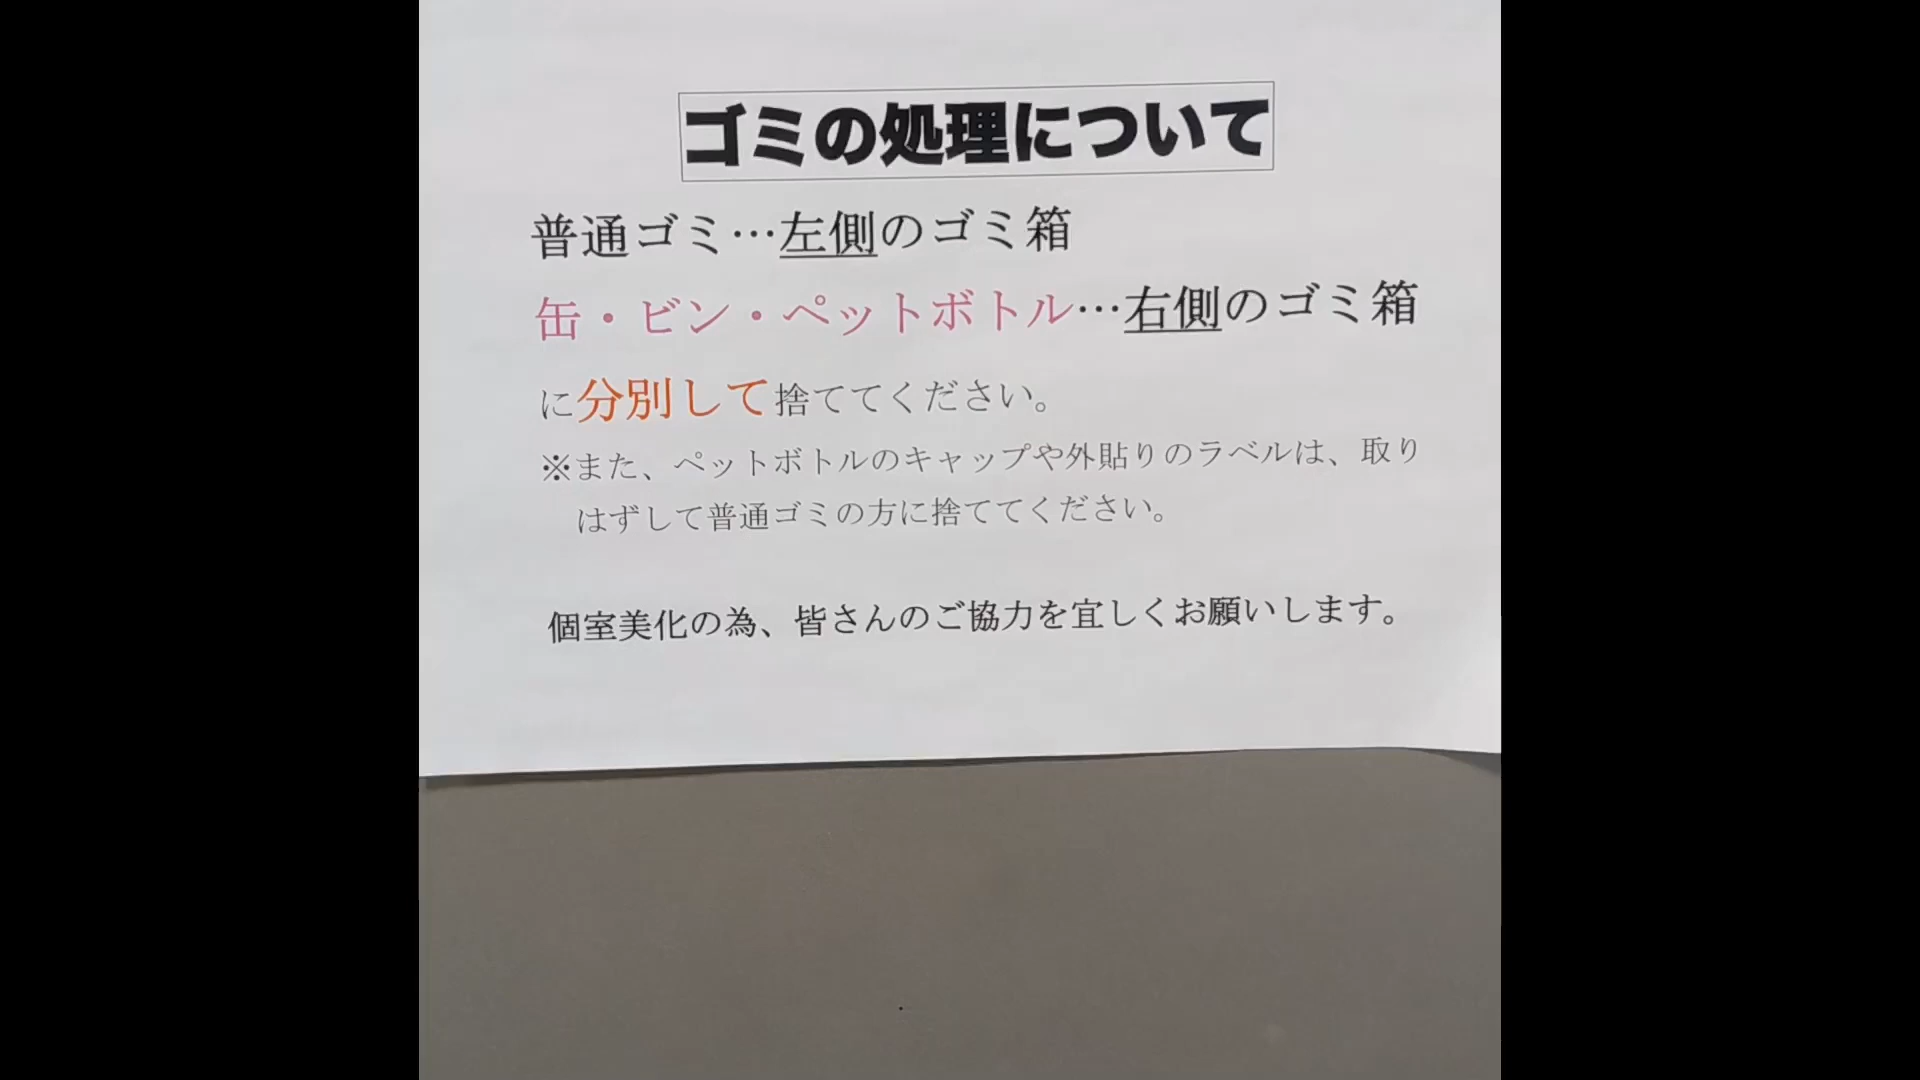 ゴミの処理について
普通ゴミ…左側のゴミ箱
缶・ビン・ペットボトル…右側のゴミ箱
に分別して捨ててください。
※また、ペットボトルのキャップや外貼りのラベルは、取り
はずして普通ゴミの方に捨ててください。
個室美化の為、皆さんのご協力を宜しくお願いします。